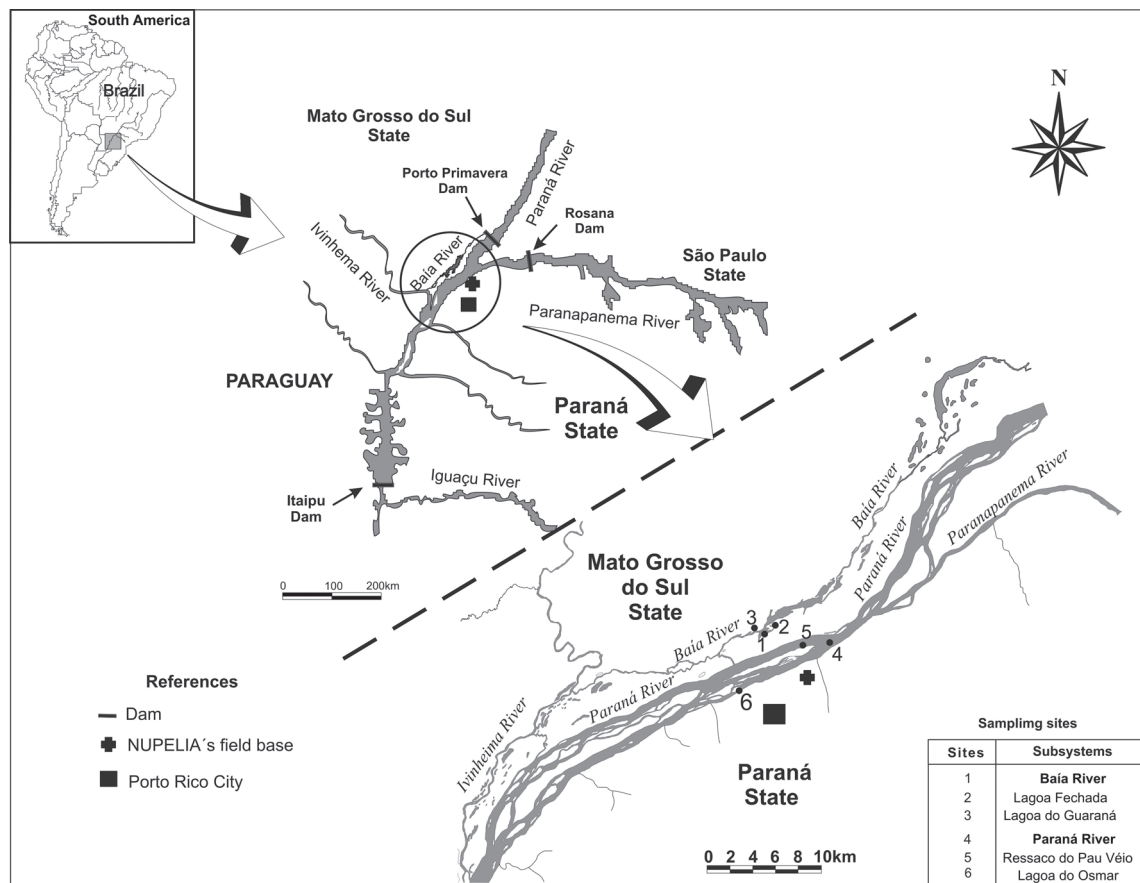 South America
Brazil
N
Mato Grosso do Sul
State
Porto Primavera
Dam
Paraná River
Rosana
Dam
Ivinhema River
Baía River
São Paulo
State
Paranapanema River
PARAGUAY
Paraná
State
Itaipu
Dam
Iguaçu River
0 100 200km
Mato Grosso
do Sul
State
Baía River
Paraná River
Paranapanema River
3
2
1
5
4
6
Baía River
Paraná River
Ivinheima River
Paraná
State
0 2 4 6 8 10km
References
Dam
NUPELIA´s field base
Porto Rico City
Samplimg sites
Sites Subsystems
1 Baía River
2 Lagoa Fechada
3 Lagoa do Guaraná
4 Paraná River
5 Ressaco do Pau Véio
6 Lagoa do Osmar